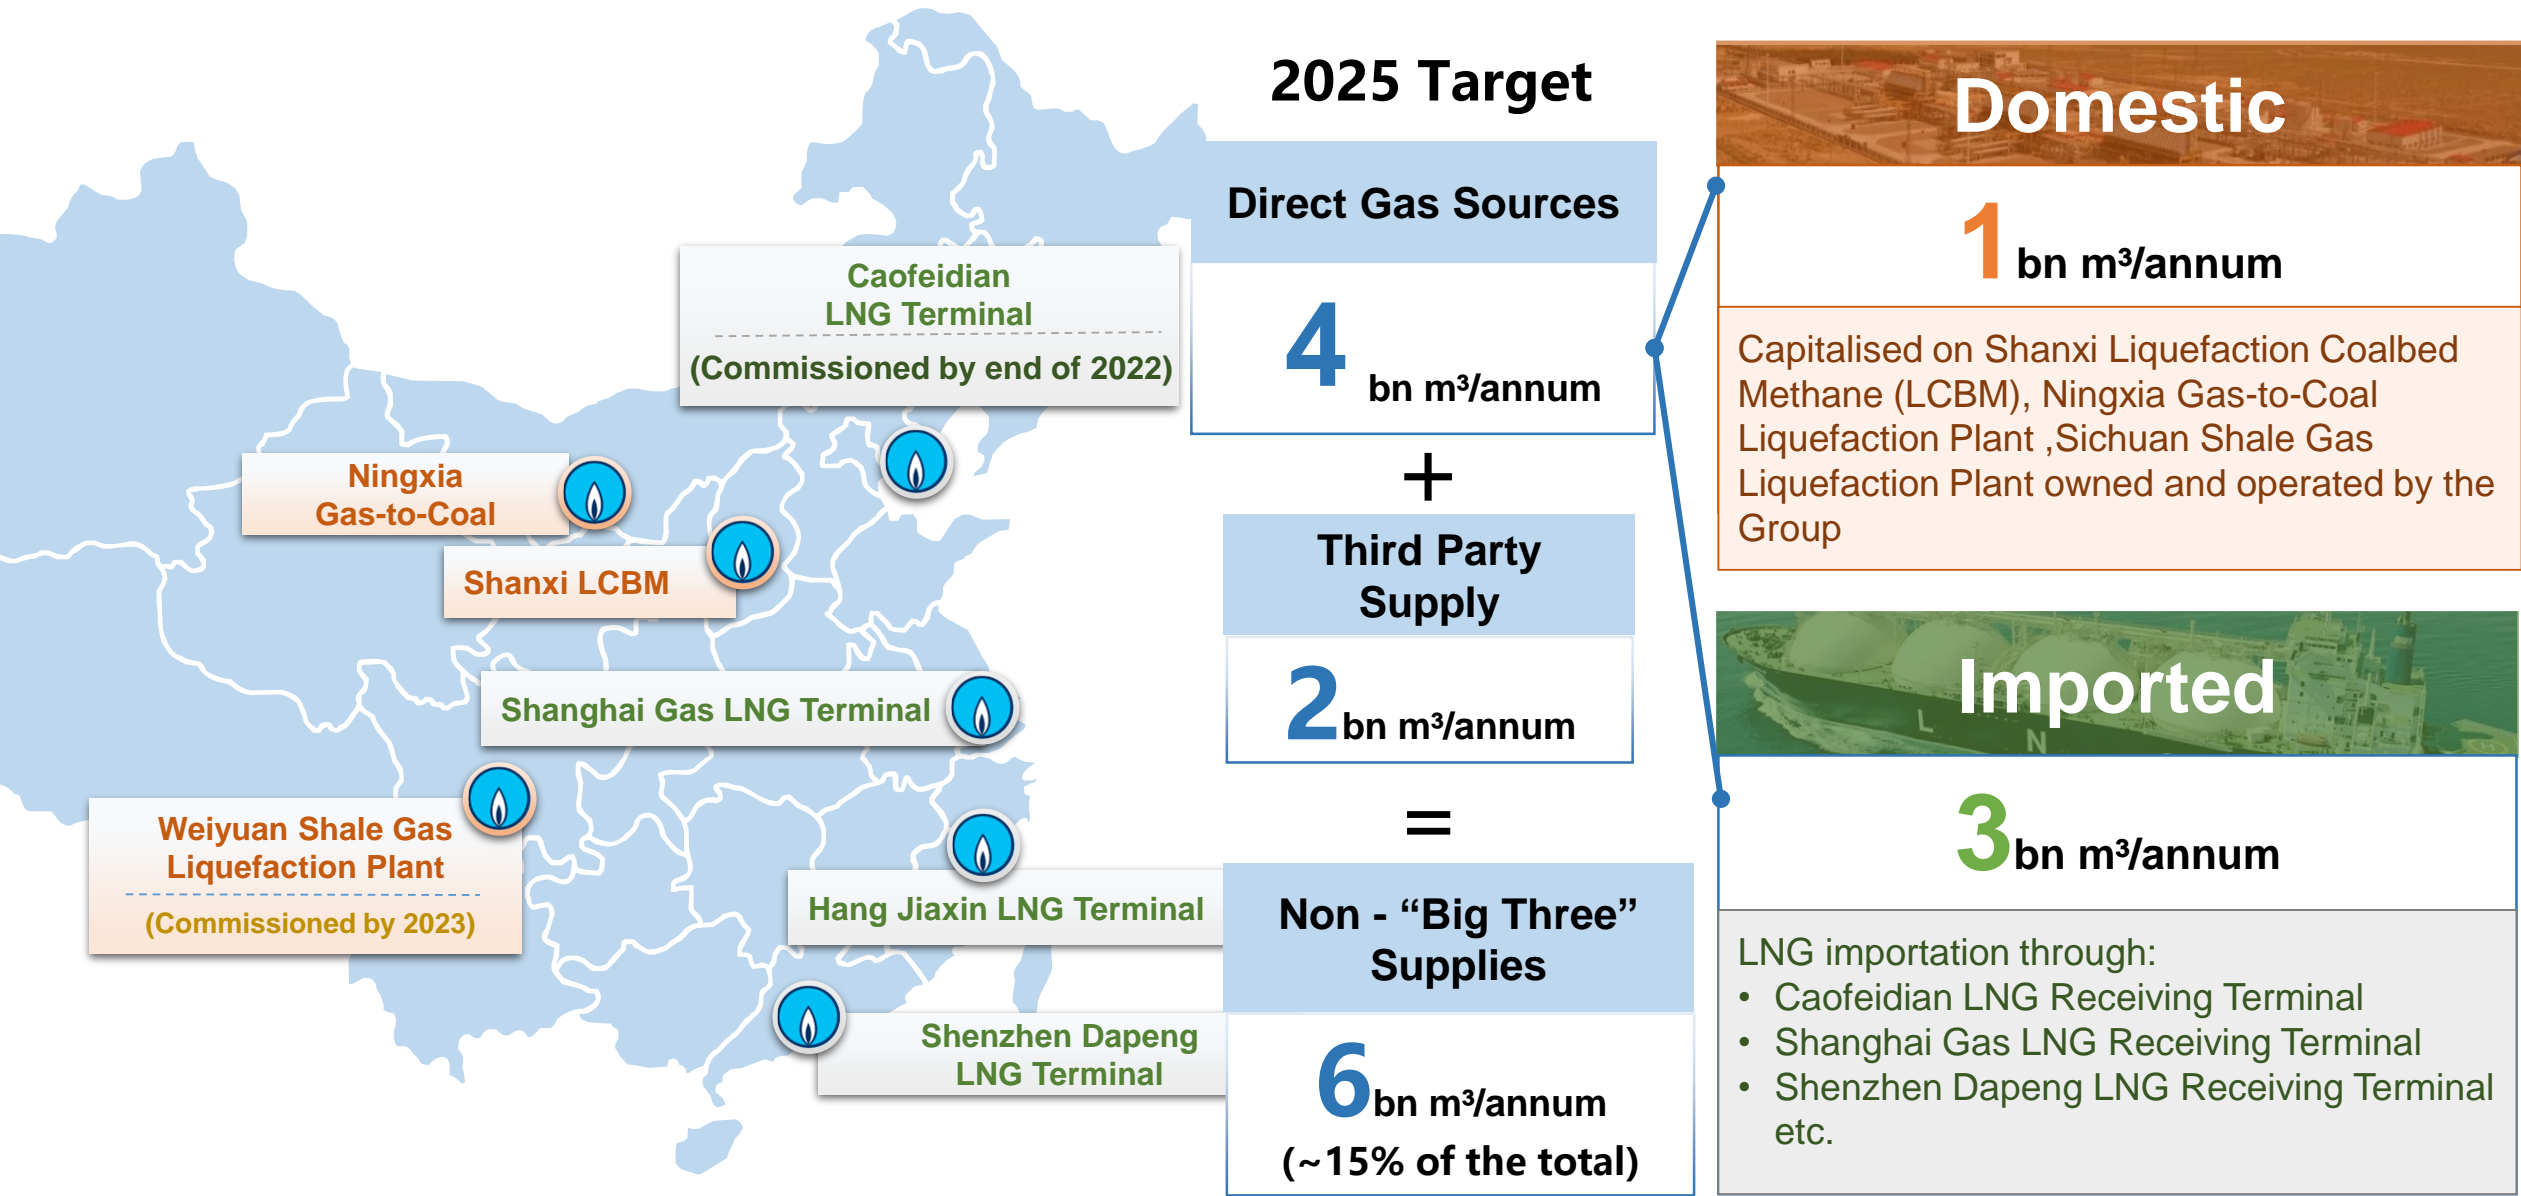 2025 Target
Direct Gas Sources
4
bn m³/annum
+
Third Party
Supply
2 bn m³/annum
=
Non - “Big Three”
Supplies
6 bn m³/annum
(~15% of the total)
Caofeidian
LNG Terminal
(Commissioned by end of 2022)
Ningxia
Gas-to-Coal
Shanxi LCBM
Shanghai Gas LNG Terminal
Weiyuan Shale Gas
Liquefaction Plant
(Commissioned by 2023)
Hang Jiaxin LNG Terminal
Shenzhen Dapeng
LNG Terminal
Domestic
1 bn m³/annum
Capitalised on Shanxi Liquefaction Coalbed
Methane (LCBM), Ningxia Gas-to-Coal
Liquefaction Plant ,Sichuan Shale Gas
Liquefaction Plant owned and operated by the
Group
Imported
L N
3 bn m³/annum
LNG importation through:
• Caofeidian LNG Receiving Terminal
• Shanghai Gas LNG Receiving Terminal
• Shenzhen Dapeng LNG Receiving Terminal
etc.